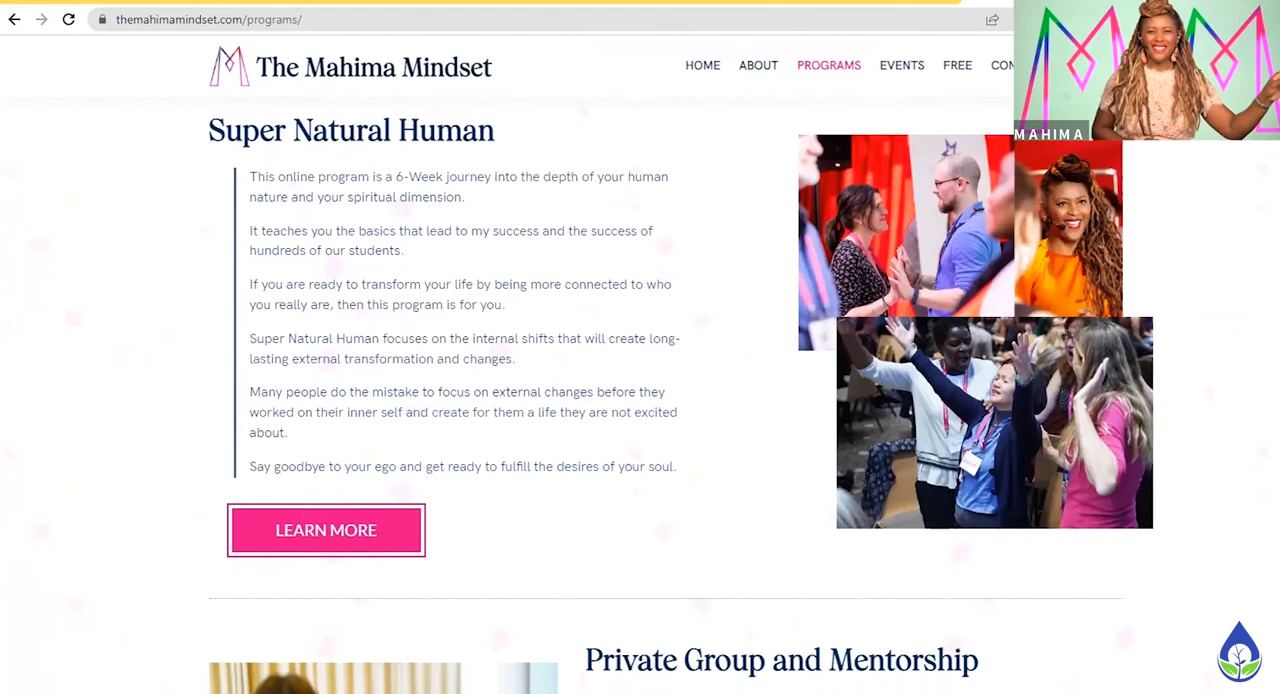 themahimamindset.com/programs/
The Mahima Mindset
HOME ABOUT PROGRAMS EVENTS FREE CON
MAHIMA
Super Natural Human
This online program is a 6-Week journey into the depth of your human
nature and your spiritual dimension.
It teaches you the basics that lead to my success and the success of
hundreds of our students.
If you are ready to transform your life by being more connected to who
you really are, then this program is for you.
Super Natural Human focuses on the internal shifts that will create long-
lasting external transformation and changes.
Many people do the mistake to focus on external changes before they
worked on their inner self and create for them a life they are not excited
about.
Say goodbye to your ego and get ready to fulfill the desires of your soul.
LEARN MORE
Private Group and Mentorship